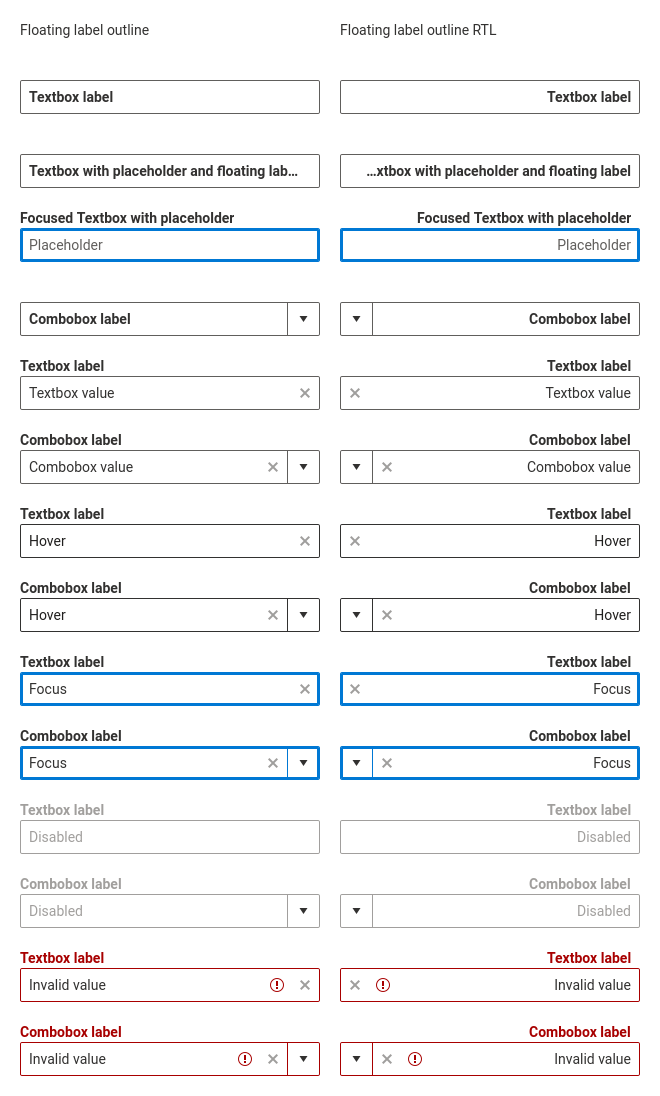 Floating label outline
Floating label outline RTL
Textbox label
Textbox label
Textbox with placeholder and floating lab...
...xtbox with placeholder and floating label
Focused Textbox with placeholder
Focused Textbox with placeholder
Placeholder
Placeholder
Combobox label
Combobox label
Textbox label
Textbox label
Textbox value
Textbox value
Combobox label
Combobox label
Combobox value
Combobox value
Textbox label
Textbox label
Hover
Hover
Combobox label
Combobox label
Hover
Hover
Textbox label
Textbox label
Focus
Focus
Combobox label
Combobox label
Focus
Focus
Textbox label
Textbox label
Disabled
Disabled
Combobox label
Combobox label
Disabled
Disabled
Textbox label
Textbox label
Invalid value
Invalid value
Combobox label
Combobox label
Invalid value
Invalid value